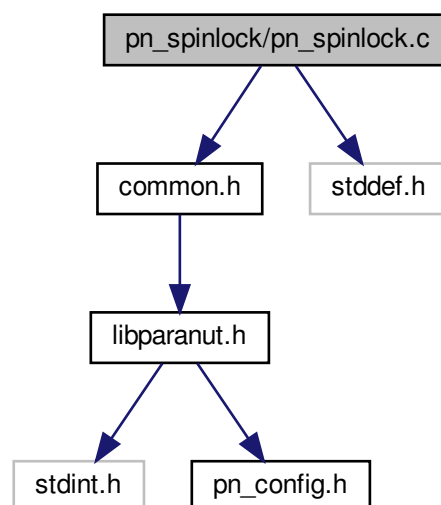 pn_spinlock/pn_spinlock.c
common.h
stddef.h
libparanut.h
stdint.h
pn_config.h